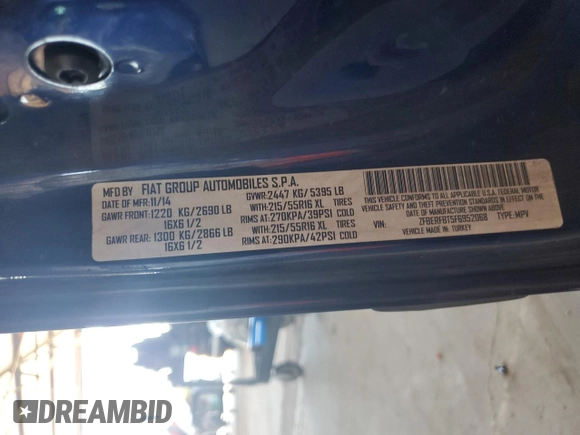 MFD BY FIAT GROUP AUTOMOBILES S.P.A.
DATE OF MFR: 11/14 GVWR: 2447 KG/5395 LB
GAWR FRONT: 1220 KG/2690 LB WITH: 215/55R16 XL TIRES
16X6 1/2 RIMS AT: 270KPA/39PSI COLD
GAWR REAR: 1300 KG/2866 LB WITH: 215/55R16 XL TIRES
16X6 1/2 RIMS AT: 290KPA/42PSI COLD
THIS VEHICLE CONFORMS TO ALL APPLICABLE U.S.A. FEDERAL MOTOR
VEHICLE SAFETY, BUMPER, AND THEFT PREVENTION STANDARDS
IN EFFECT ON THE DATE OF MANUFACTURE SHOWN ABOVE.
VIN: TYPE: MPV
VEHICLE MADE IN: TURKEY
DREAMBID